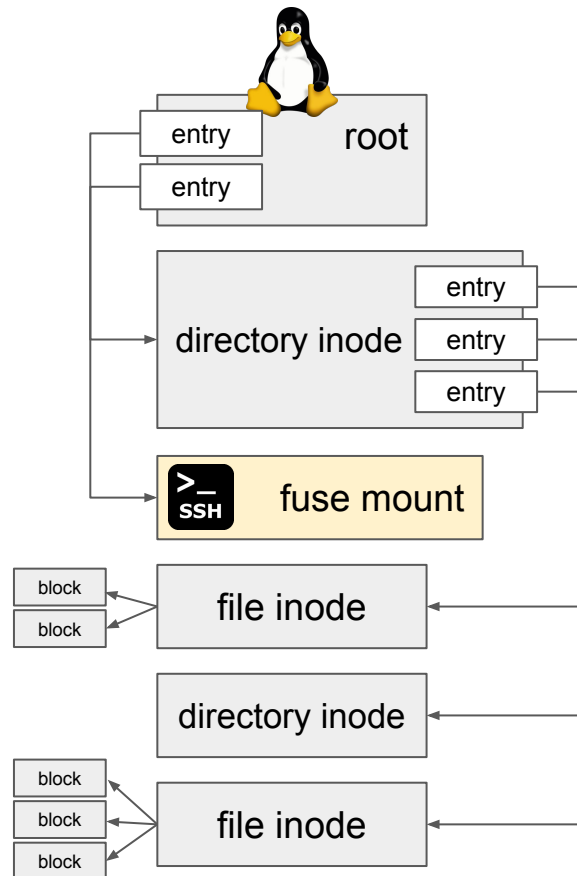 entry
root
entry
entry
directory inode
entry
entry
>_
SSH
fuse mount
block
file inode
block
directory inode
block
block
file inode
block